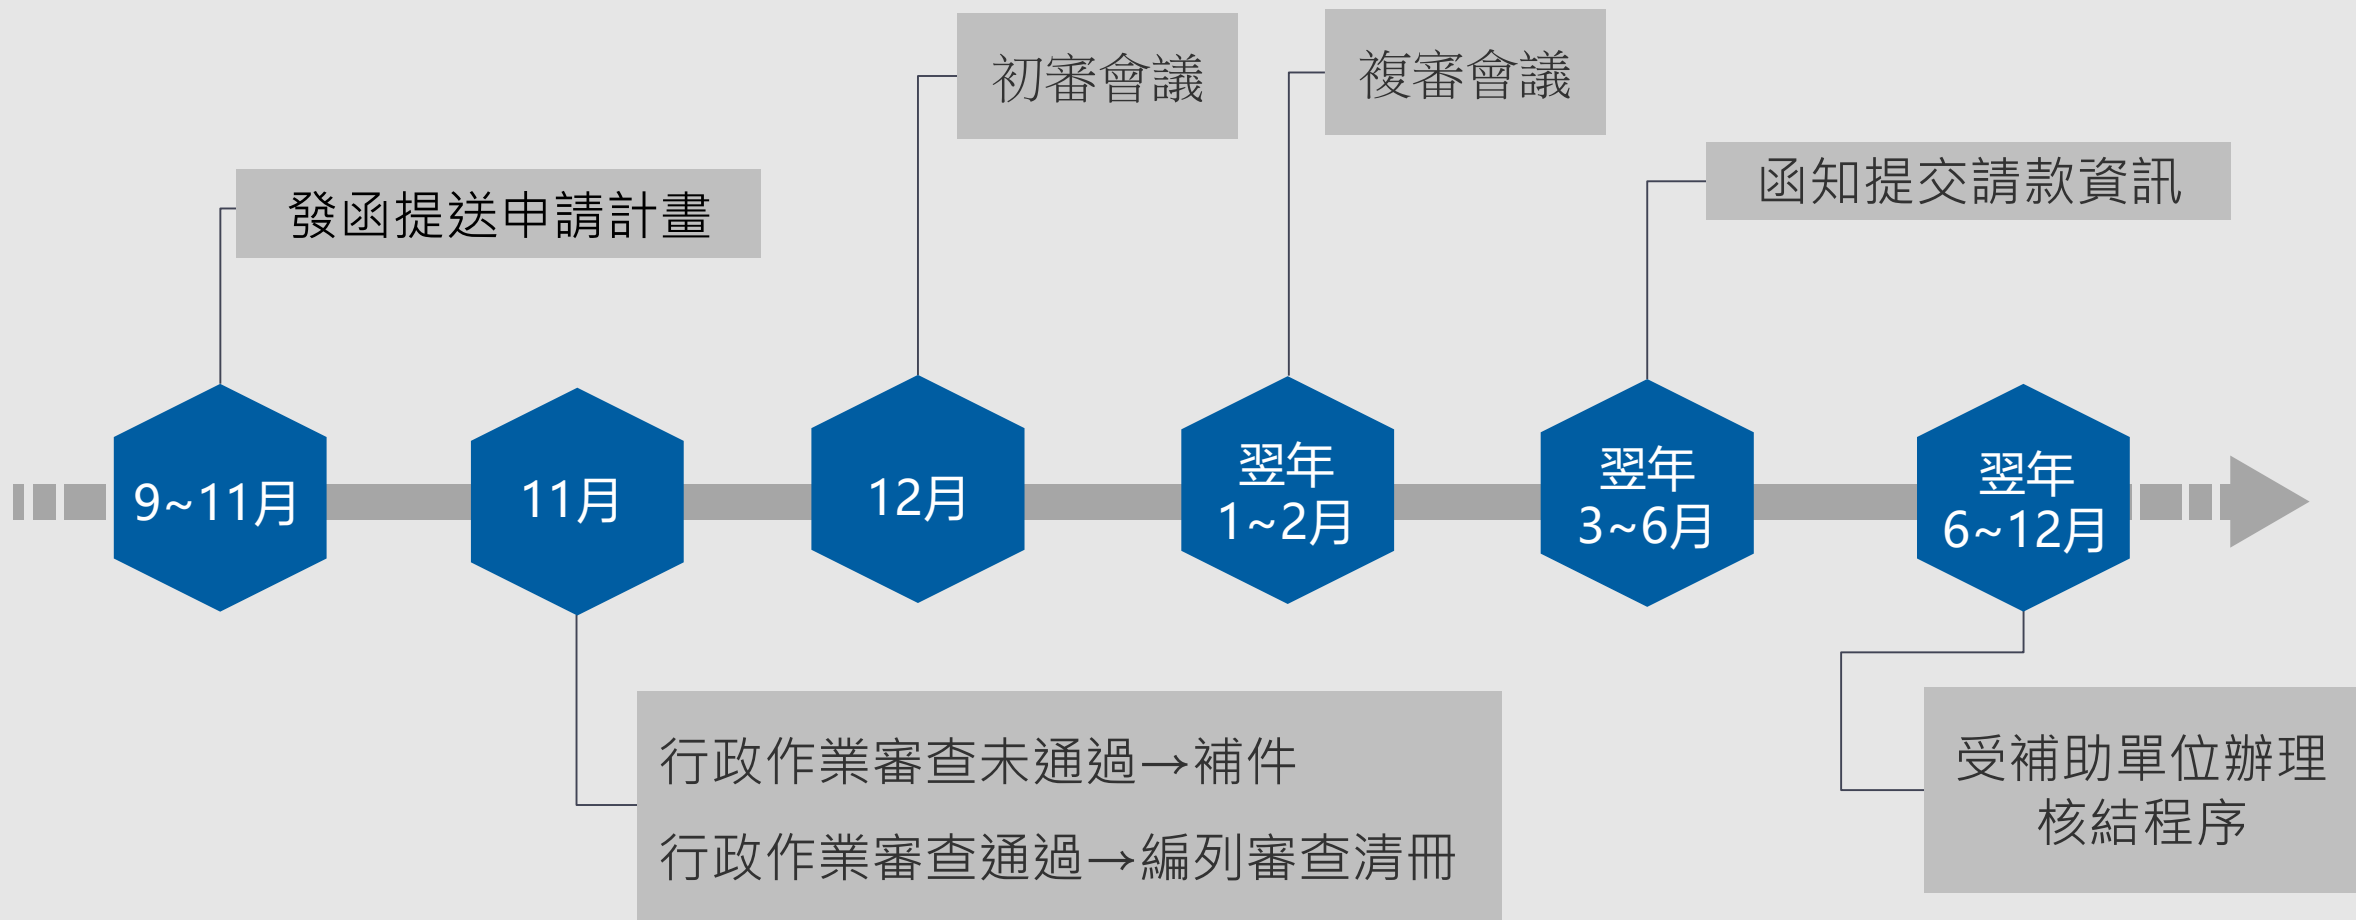 初審會議
複審會議
函知提交請款資訊
發函提送申請計畫
9~11月
11月
12月
翌年
1~2月
翌年
3~6月
翌年
6~12月
行政作業審查未通過→補件
行政作業審查通過→編列審查清冊
受補助單位辦理
核結程序